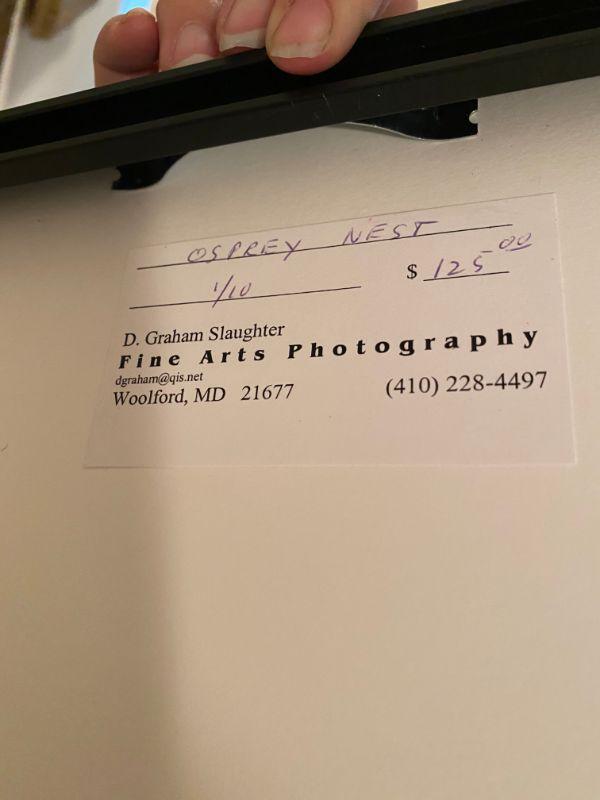 OSPREY NEST
1/10 $ 125.00
D. Graham Slaughter
Fine Arts Photography
dgraham@qis.net
Woolford, MD 21677 (410) 228-4497